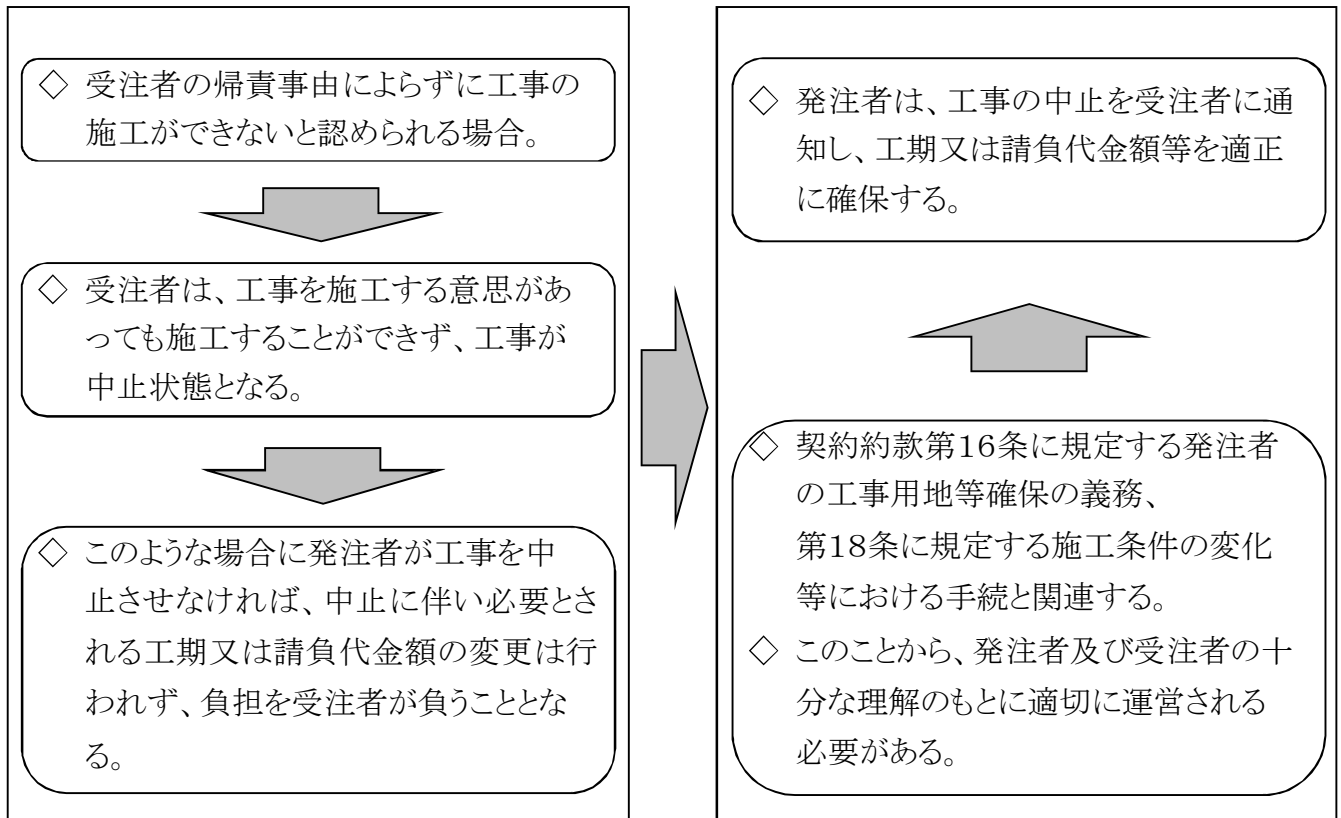 ◇ 受注者の帰責事由によらずに工事の
施工ができないと認められる場合。
◇ 受注者は、工事を施工する意思があ
っても施工することができず、工事が
中止状態となる。
◇ このような場合に発注者が工事を中
止させなければ、中止に伴い必要とさ
れる工期又は請負代金額の変更は行
われず、負担を受注者が負うこととな
る。
◇ 発注者は、工事の中止を受注者に通
知し、工期又は請負代金額等を適正
に確保する。
◇ 契約約款第16条に規定する発注者
の工事用地等確保の義務、
第18条に規定する施工条件の変化
等における手続と関連する。
◇ このことから、発注者及び受注者の十
分な理解のもとに適切に運営される
必要がある。